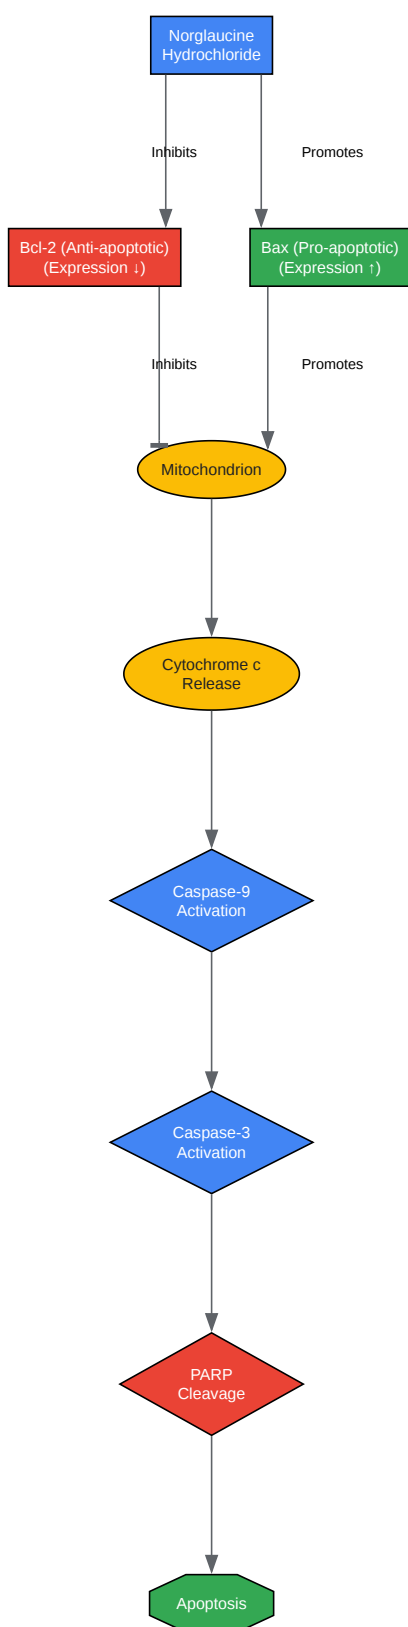 Norglaucine
Hydrochloride
Inhibits
Promotes
Bcl-2 (Anti-apoptotic)
(Expression ↓)
Bax (Pro-apoptotic)
(Expression ↑)
Inhibits
Promotes
Mitochondrion
Cytochrome c
Release
Caspase-9
Activation
Caspase-3
Activation
PARP
Cleavage
Apoptosis